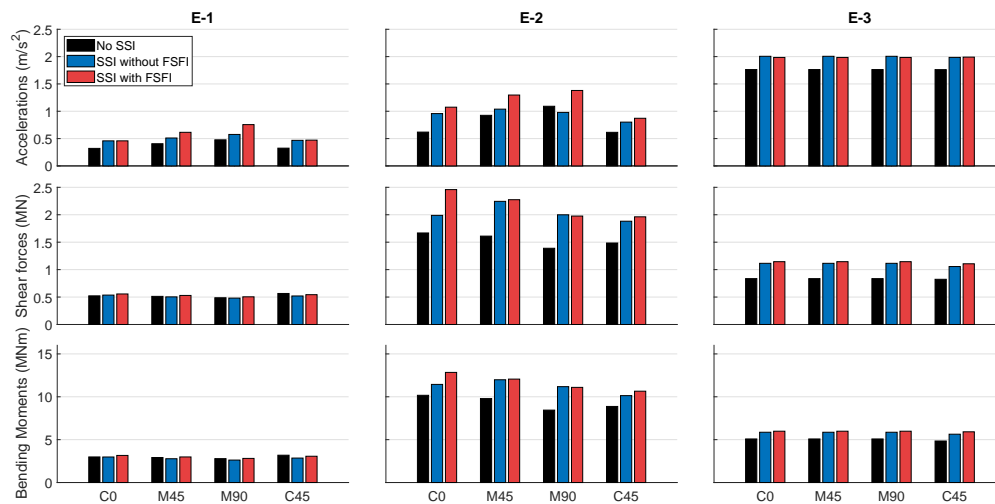 E-1
E-2
E-3
Accelerations (m/s²)
2.5
2
1.5
1
0.5
0
No SSI
SSI without FSFI
SSI with FSFI
Shear forces (MN)
2.5
2
1.5
1
0.5
0
Bending Moments (MNm)
15
10
5
0
C0 M45 M90 C45
C0 M45 M90 C45
C0 M45 M90 C45